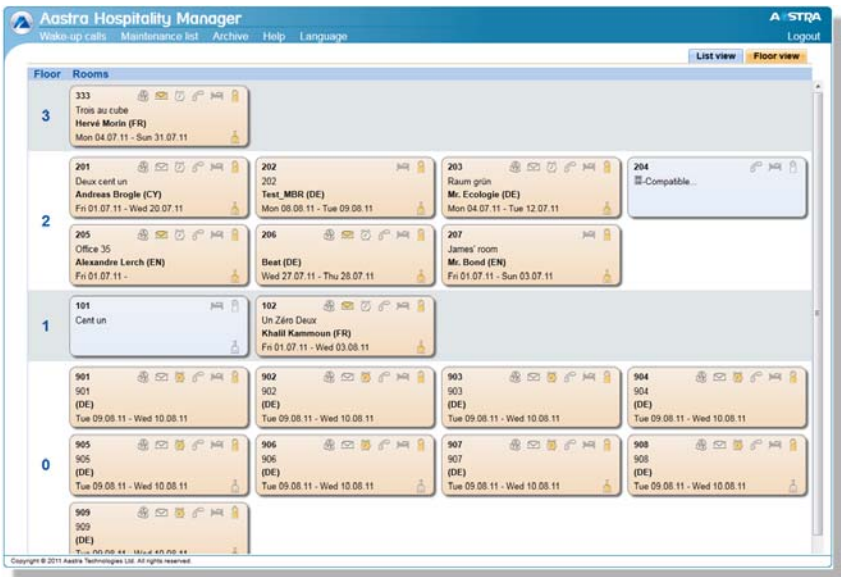 Aastra Hospitality Manager
AASTRA
Wake-up calls Maintenance list Archive Help Language
Logout
List view Floor view
Floor Rooms
3
333
Trois au cube
Hervé Morin (FR)
Mon 04.07.11 - Sun 31.07.11
2
201
Deux cent un
Andreas Brogle (CY)
Fri 01.07.11 - Wed 20.07.11
202
202
Test_MBR (DE)
Mon 08.08.11 - Tue 09.08.11
203
Raum grün
Mr. Ecologie (DE)
Mon 04.07.11 - Tue 12.07.11
204
-Compatible...
205
Office 35
Alexandre Lerch (EN)
Fri 01.07.11 -
206
Beat (DE)
Wed 27.07.11 - Thu 28.07.11
207
James' room
Mr. Bond (EN)
Fri 01.07.11 - Sun 03.07.11
1
101
Cent un
102
Un Zéro Deux
Khalil Kammoun (FR)
Fri 01.07.11 - Wed 03.08.11
0
901
901
(DE)
Tue 09.08.11 - Wed 10.08.11
902
902
(DE)
Tue 09.08.11 - Wed 10.08.11
903
903
(DE)
Tue 09.08.11 - Wed 10.08.11
904
904
(DE)
Tue 09.08.11 - Wed 10.08.11
905
905
(DE)
Tue 09.08.11 - Wed 10.08.11
906
906
(DE)
Tue 09.08.11 - Wed 10.08.11
907
907
(DE)
Tue 09.08.11 - Wed 10.08.11
908
908
(DE)
Tue 09.08.11 - Wed 10.08.11
909
909
(DE)
Tue 09.08.11 - Wed 10.08.11
Copyright © 2011 Aastra Technologies Ltd. All rights reserved.